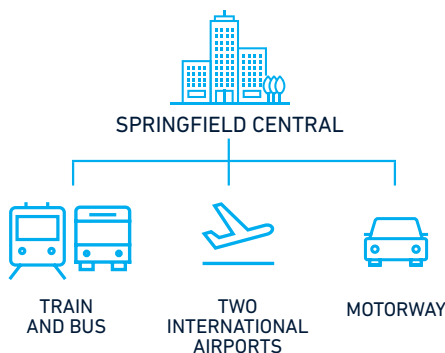 SPRINGFIELD CENTRAL
TRAIN
AND BUS
TWO
INTERNATIONAL
AIRPORTS
MOTORWAY